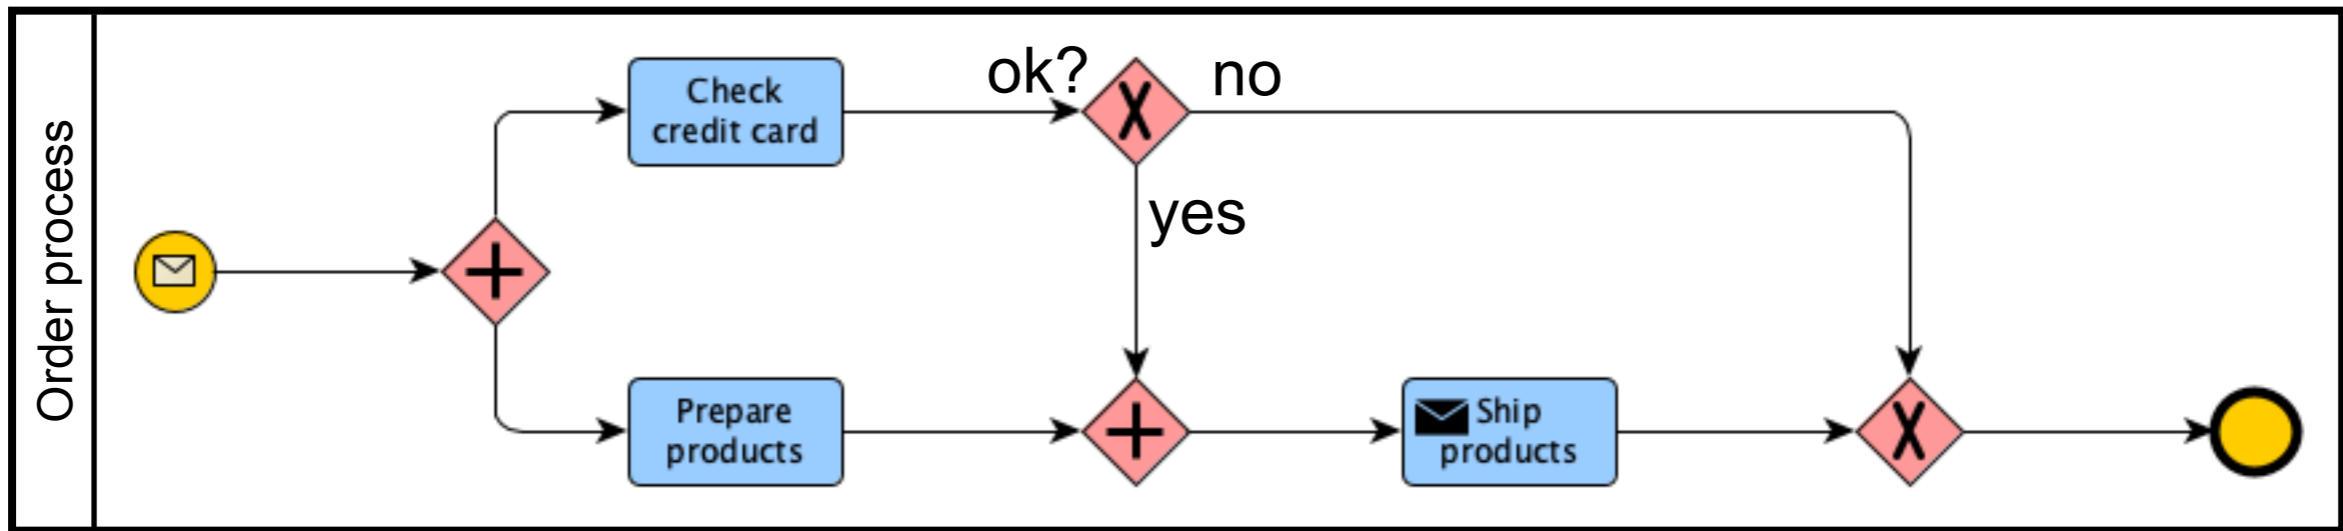 Order process
Check
credit card
ok?
no
yes
Prepare
products
Ship
products